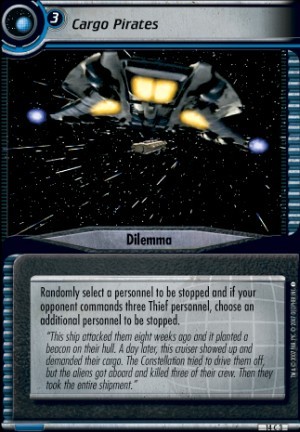 3 Cargo Pirates
Dilemma
Randomly select a personnel to be stopped and if your
opponent commands three Thief personnel, choose an
additional personnel to be stopped.
"This ship attacked them eight weeks ago and it planted a
beacon on their hull. A day later, this cruiser showed up and
demanded their cargo. The Constellation tried to drive them off,
but the aliens got aboard and killed three of their crew. Then they
took the entire shipment."
14 C 3